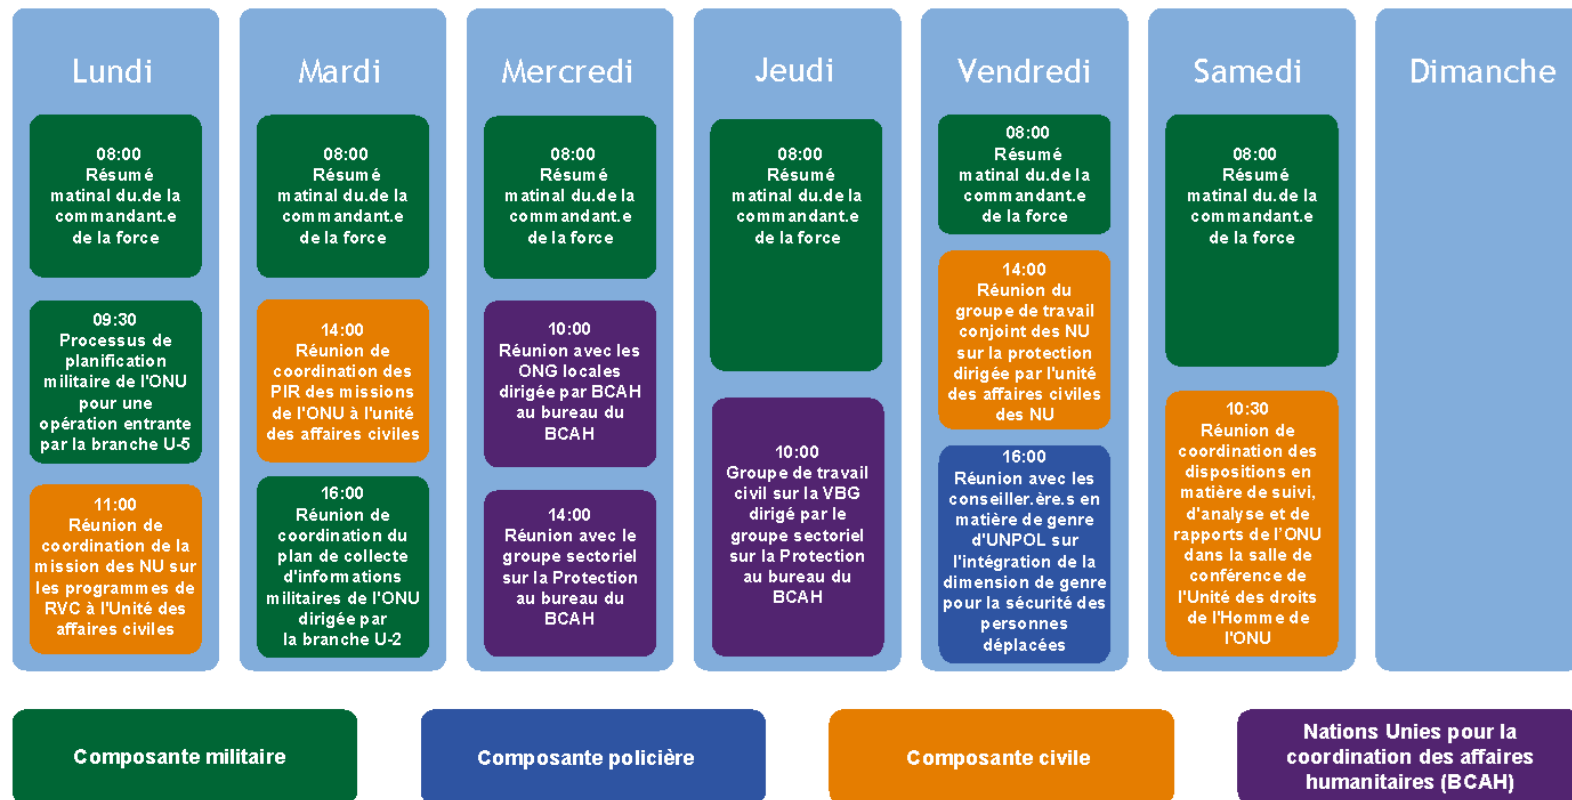 Lundi
08:00
Résumé
matinal du.de la
commandant.e
de la force
09:30
Processus de
planification
militaire de l'ONU
pour une
opération entrante
par la branche U-5
11:00
Réunion de
coordination de la
mission des NU sur
les programmes de
RVC à l'Unité des
affaires civiles
Mardi
08:00
Résumé
matinal du.de la
commandant.e
de la force
14:00
Réunion de
coordination des
PIR des missions
de l'ONU à l'unité
des affaires civiles
16:00
Réunion de
coordination du
plan de collecte
d'informations
militaires de l'ONU
dirigée par
la branche U-2
Mercredi
08:00
Résumé
matinal du.de la
commandant.e
de la force
10:00
Réunion avec les
ONG locales
dirigée par BCAH
au bureau du
BCAH
14:00
Réunion avec le
groupe sectoriel
sur la Protection
au bureau du
BCAH
Jeudi
08:00
Résumé
matinal du.de la
commandant.e
de la force
10:00
Groupe de travail
civil sur la VBG
dirigé par le
groupe sectoriel
sur la Protection
au bureau du
BCAH
Vendredi
08:00
Résumé
matinal du.de la
commandant.e
de la force
14:00
Réunion du
groupe de travail
conjoint des NU
sur la protection
dirigée par l'unité
des affaires civiles
des NU
16:00
Réunion avec les
conseiller.ère.s en
matière de genre
d'UNPOL sur
l'intégration de la
dimension de genre
pour la sécurité des
personnes
déplacées
Samedi
08:00
Résumé
matinal du.de la
commandant.e
de la force
10:30
Réunion de
coordination des
dispositions en
matière de suivi,
d'analyse et de
rapports de l'ONU
dans la salle de
conférence de
l'Unité des droits
de l'Homme de
l'ONU
Dimanche
Composante militaire
Composante policière
Composante civile
Nations Unies pour la
coordination des affaires
humanitaires (BCAH)